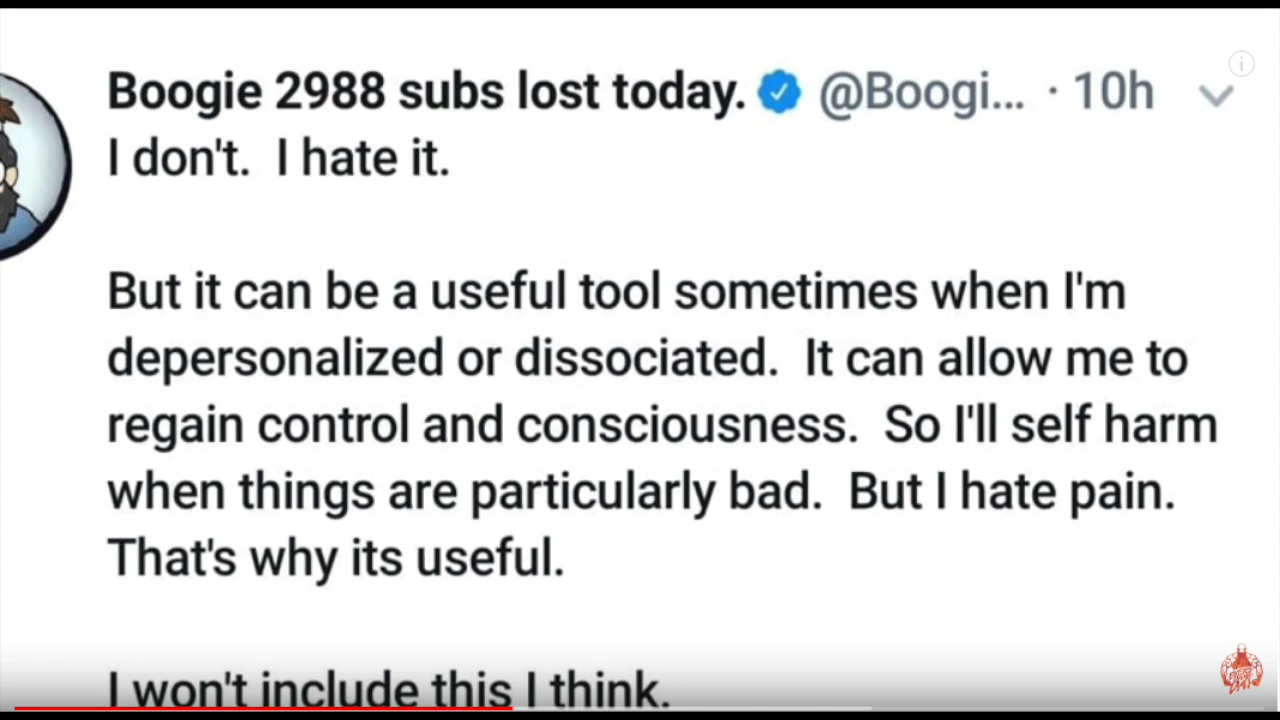 Boogie 2988 subs lost today. @Boogi... · 10h
I don't. I hate it.
But it can be a useful tool sometimes when I'm
depersonalized or dissociated. It can allow me to
regain control and consciousness. So I'll self harm
when things are particularly bad. But I hate pain.
That's why its useful.
I won't include this I think.